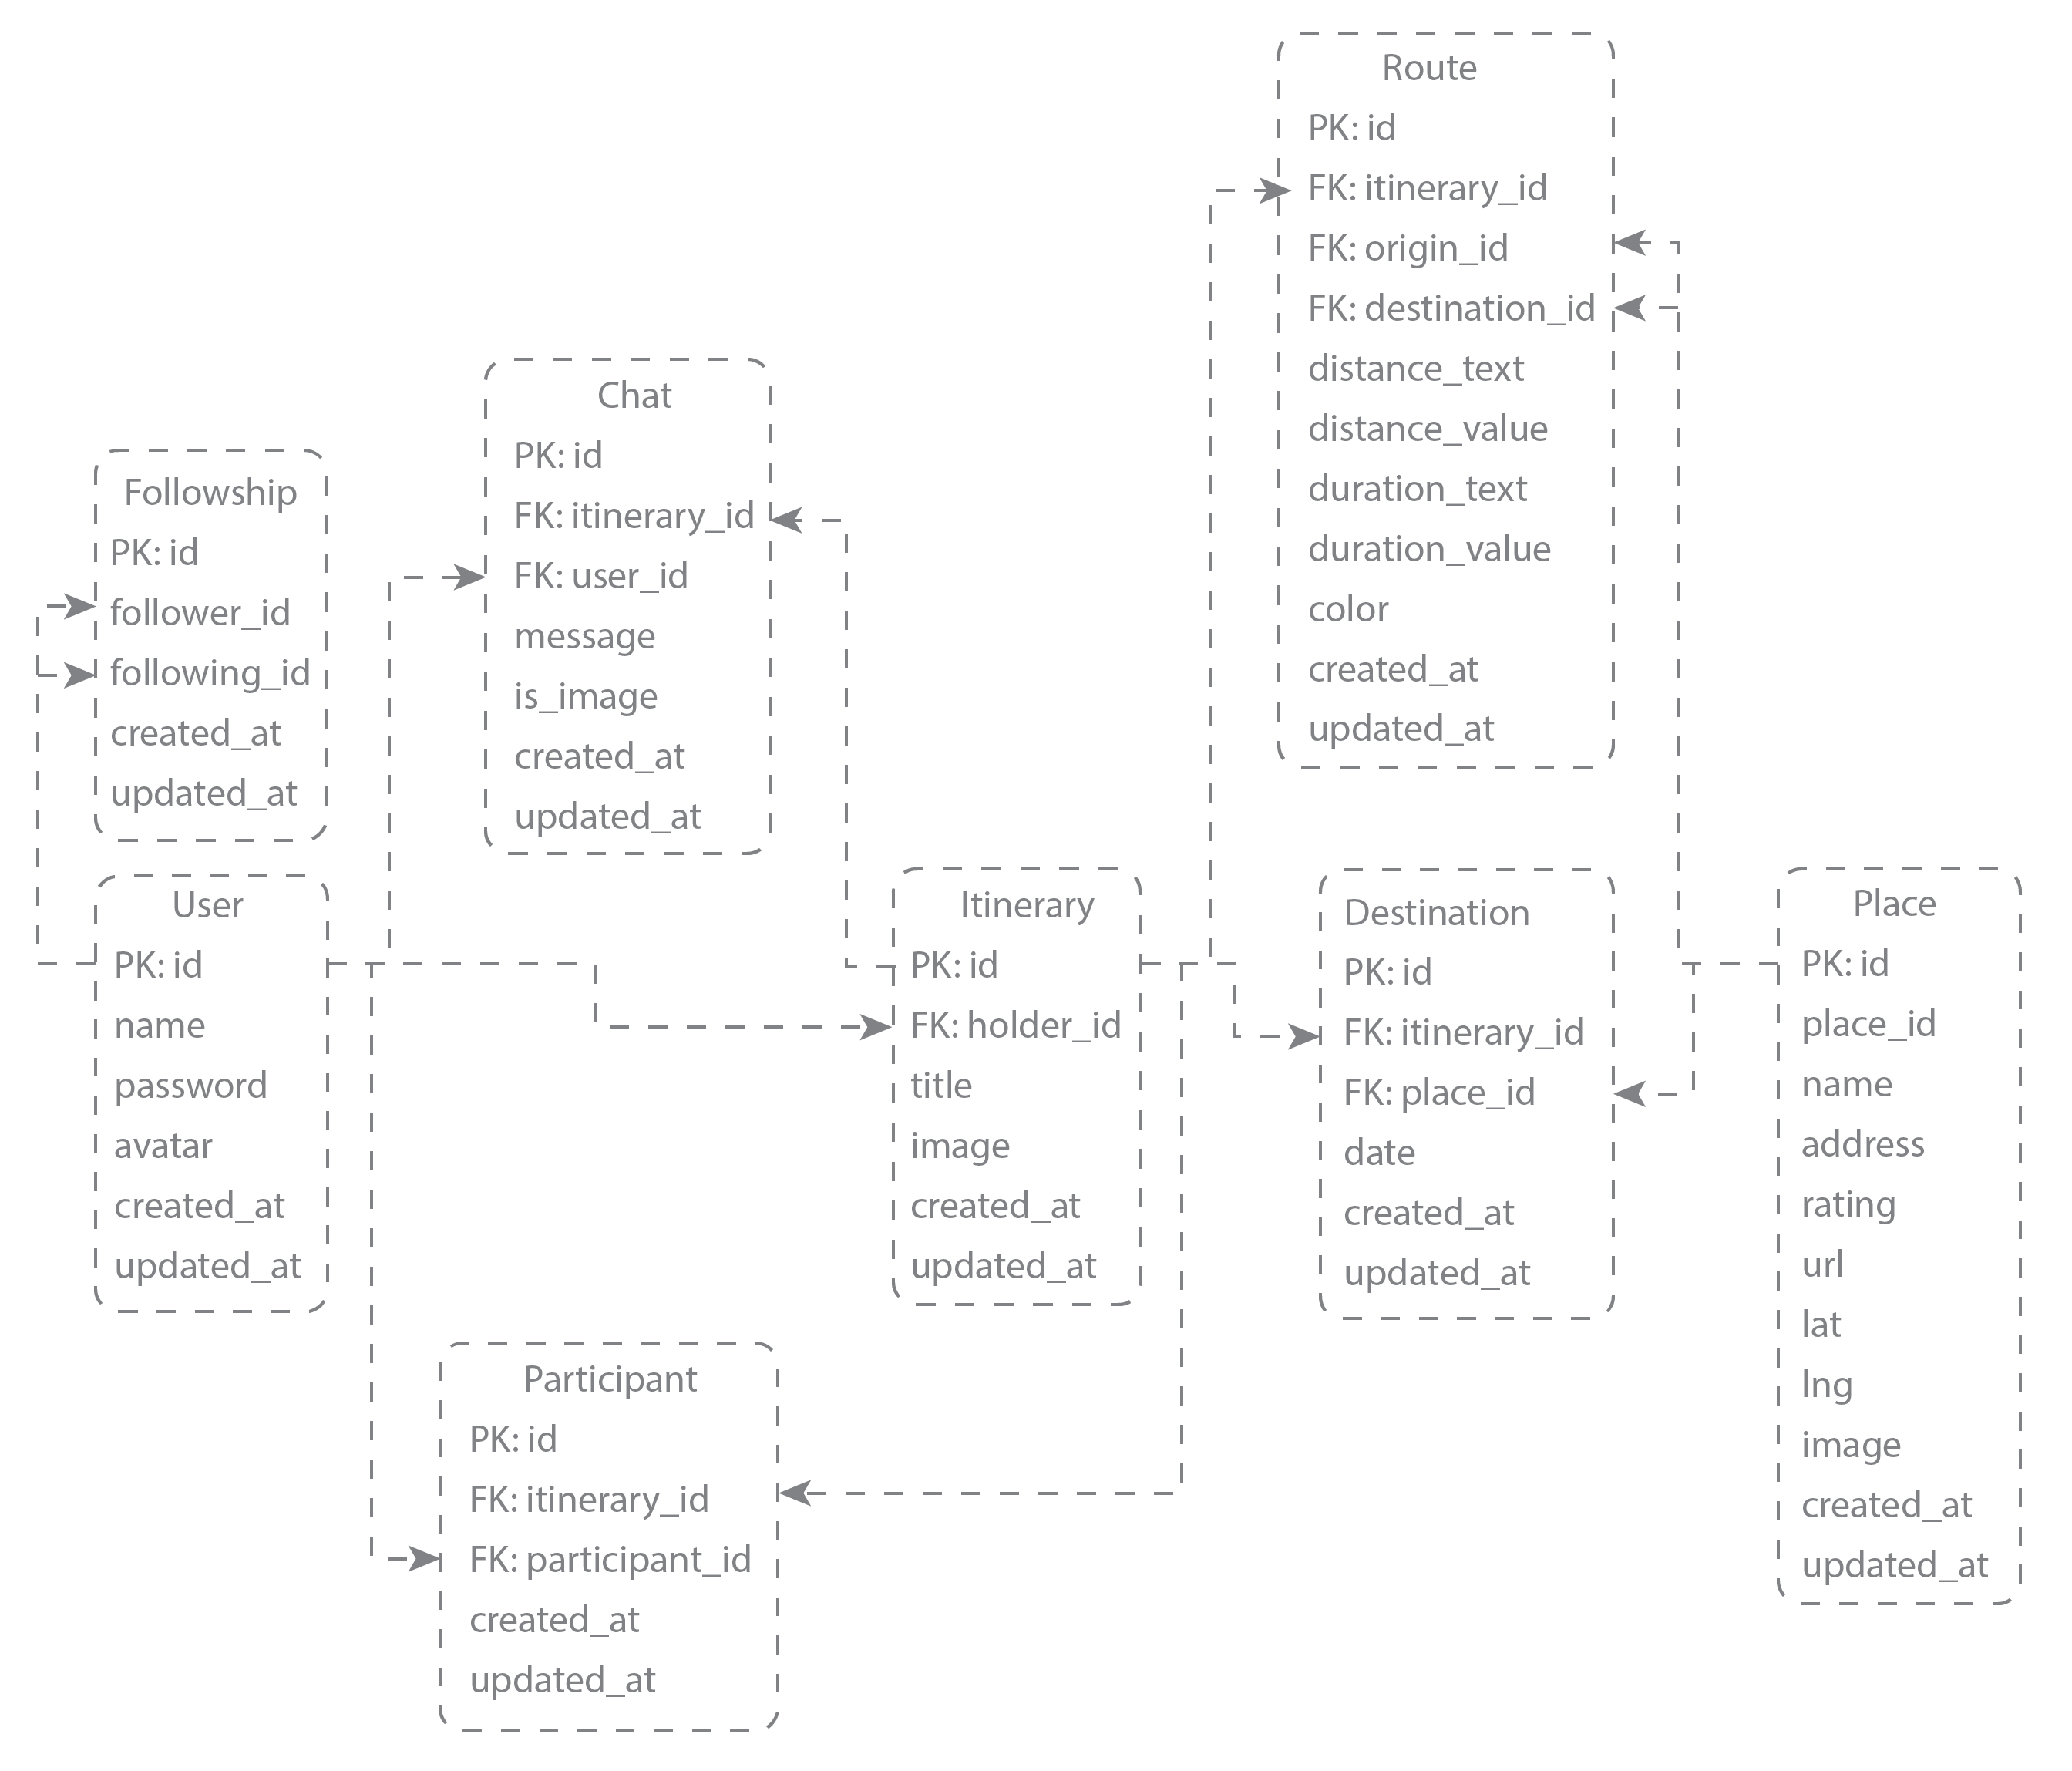 Route
PK: id
FK: itinerary_id
FK: origin_id
FK: destination_id
distance_text
distance_value
duration_text
duration_value
color
created_at
updated_at
Chat
PK: id
FK: itinerary_id
FK: user_id
message
is_image
created_at
updated_at
Followship
PK: id
follower_id
following_id
created_at
updated_at
User
PK: id
name
password
avatar
created_at
updated_at
Itinerary
PK: id
FK: holder_id
title
image
created_at
updated_at
Destination
PK: id
FK: itinerary_id
FK: place_id
date
created_at
updated_at
Place
PK: id
place_id
name
address
rating
url
lat
lng
image
created_at
updated_at
Participant
PK: id
FK: itinerary_id
FK: participant_id
created_at
updated_at